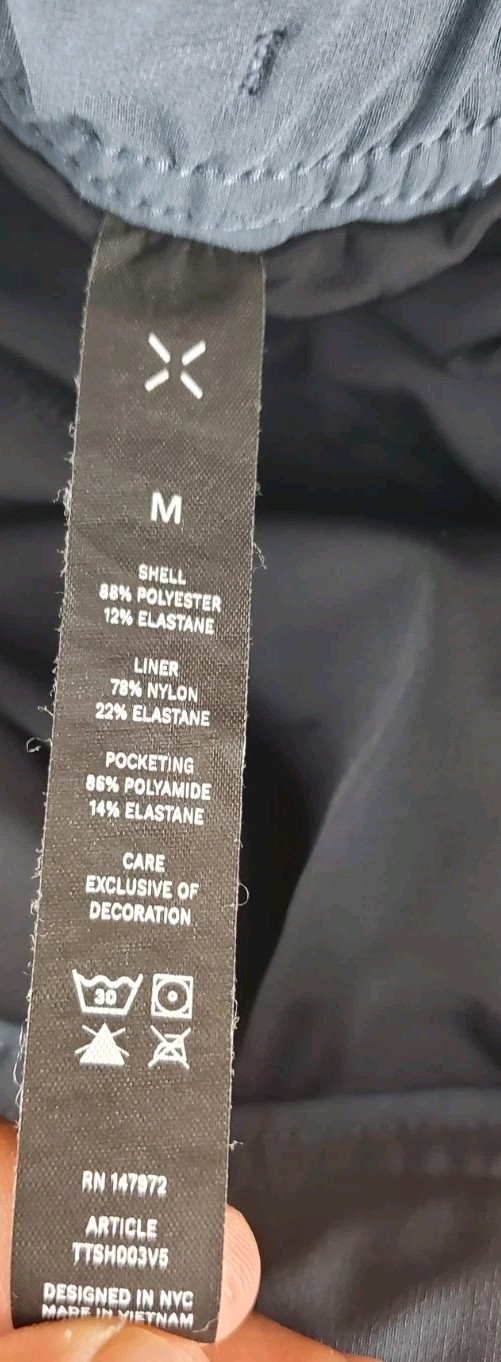 M
SHELL
88% POLYESTER
12% ELASTANE
LINER
78% NYLON
22% ELASTANE
POCKETING
86% POLYAMIDE
14% ELASTANE
CARE
EXCLUSIVE OF
DECORATION
30
RN 147972
ARTICLE
TTSH003V5
DESIGNED IN NYC
MADE IN VIETNAM